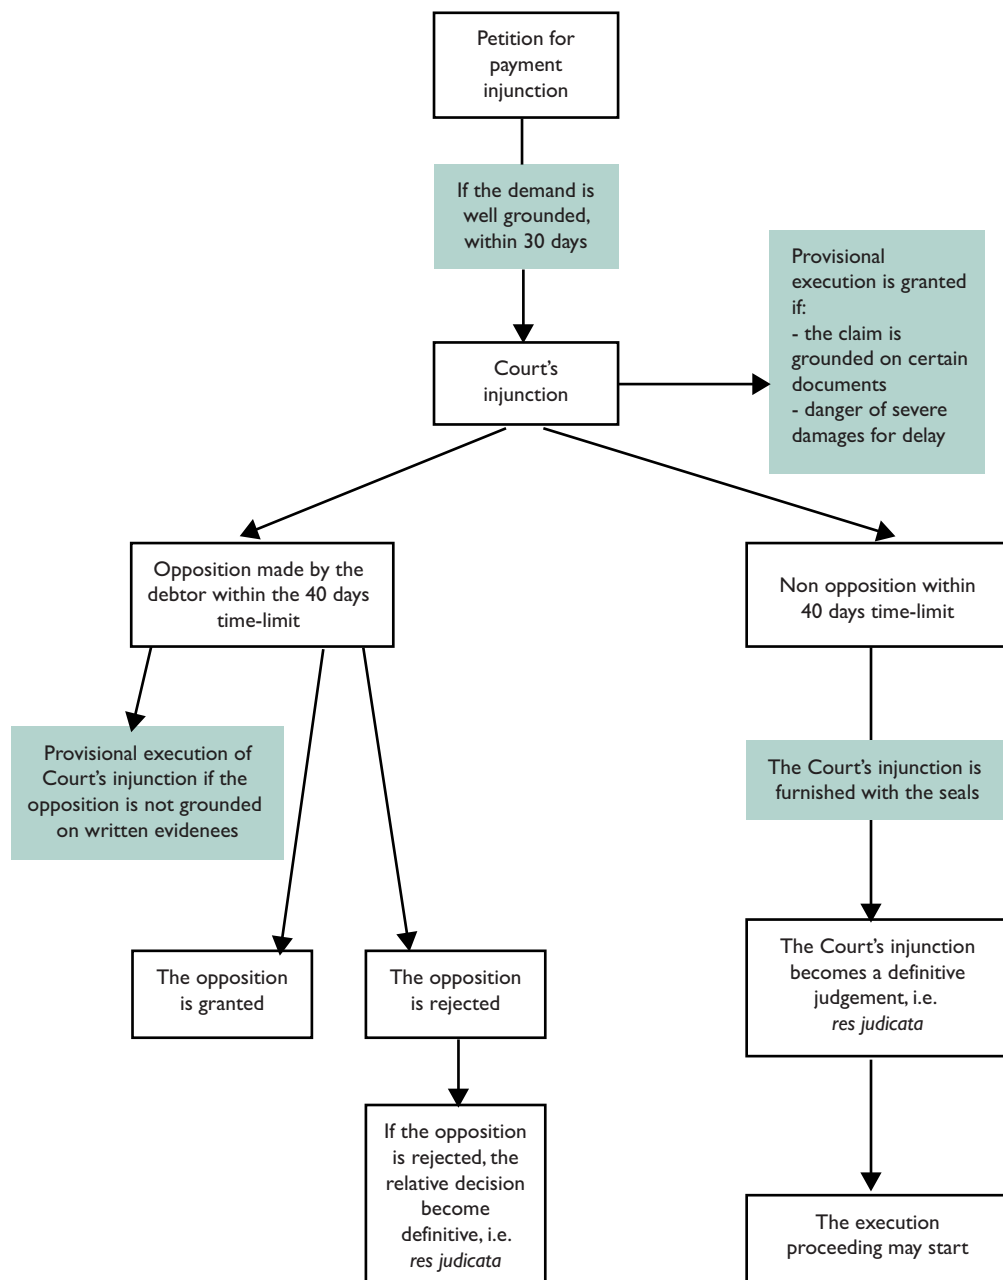 Petition for
payment
injunction
If the demand is
well grounded,
within 30 days
Provisional
execution is granted
if:
- the claim is
grounded on certain
documents
- danger of severe
damages for delay
Court's
injunction
Opposition made by the
debtor within the 40 days
time-limit
Non opposition within
40 days time-limit
Provisional execution of
Court's injunction if the
opposition is not grounded
on written evidenees
The Court's injunction is
furnished with the seals
The opposition
is granted
The opposition
is rejected
The Court's injunction
becomes a definitive
judgement, i.e.
res judicata
If the opposition
is rejected, the
relative decision
become
definitive, i.e.
res judicata
The execution
proceeding may start